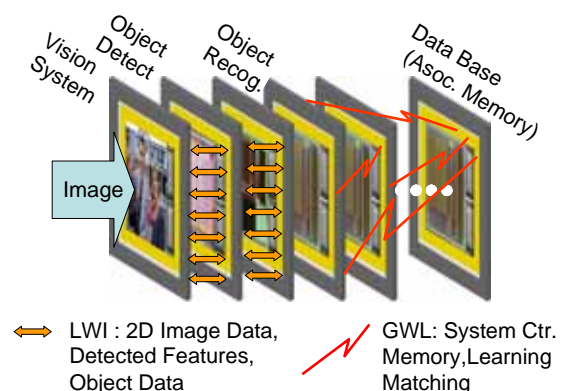 Vision
System
Object
Detect
Object
Recog.
Data Base
(Asoc. Memory)
Image
LWI : 2D Image Data,
Detected Features,
Object Data
GWL: System Ctr.
Memory,Learning
Matching